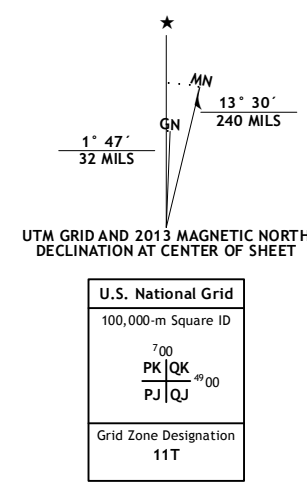 ★
MN
GN
13° 30´
240 MILS
1° 47´
32 MILS
UTM GRID AND 2013 MAGNETIC NORTH
DECLINATION AT CENTER OF SHEET
U.S. National Grid
100,000-m Square ID
⁷00
PK QK
⁴⁹00
PJ QJ
Grid Zone Designation
11T